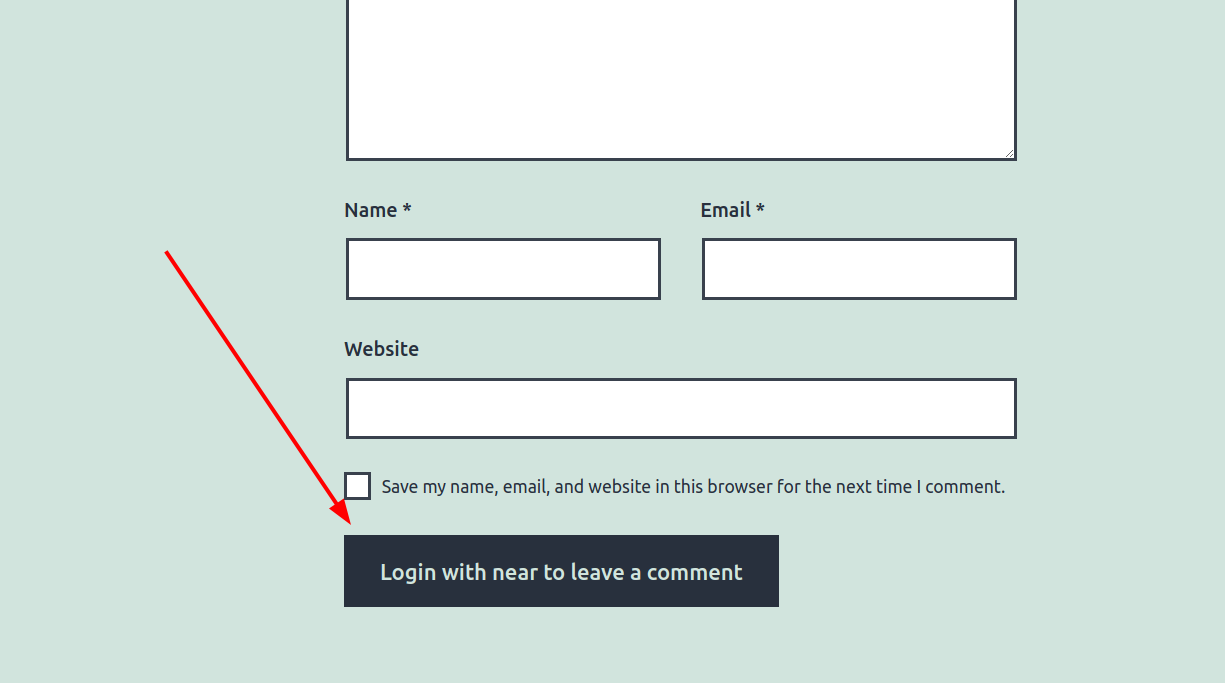 Name *
Email *
Website
Save my name, email, and website in this browser for the next time I comment.
Login with near to leave a comment